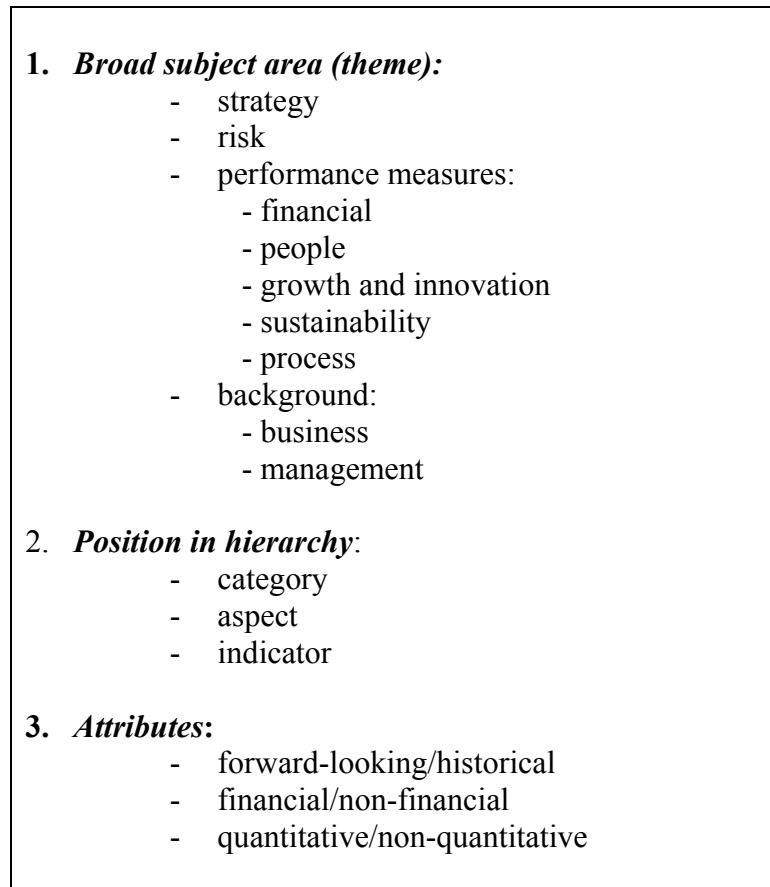 1. Broad subject area (theme):
- strategy
- risk
- performance measures:
- financial
- people
- growth and innovation
- sustainability
- process
- background:
- business
- management
2. Position in hierarchy:
- category
- aspect
- indicator
3. Attributes:
- forward-looking/historical
- financial/non-financial
- quantitative/non-quantitative